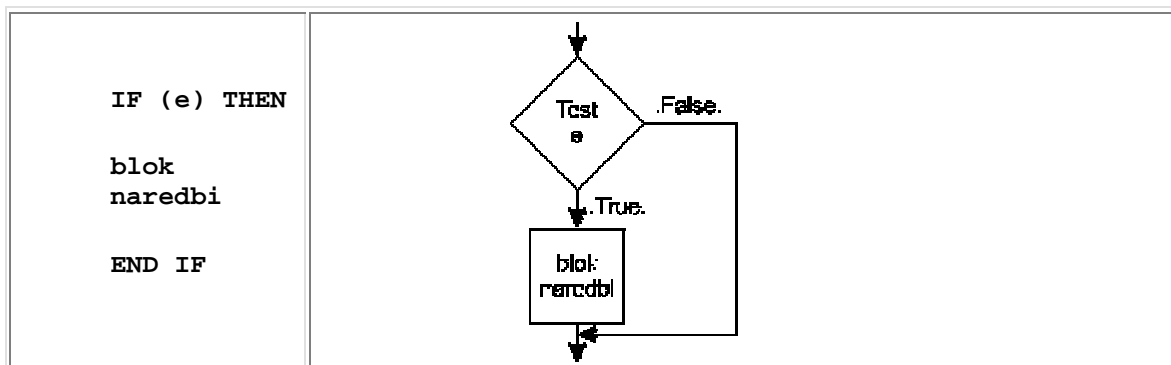 IF (e) THEN
blok
naredbi
END IF
Test
e
.False.
.True.
blok
naredbi